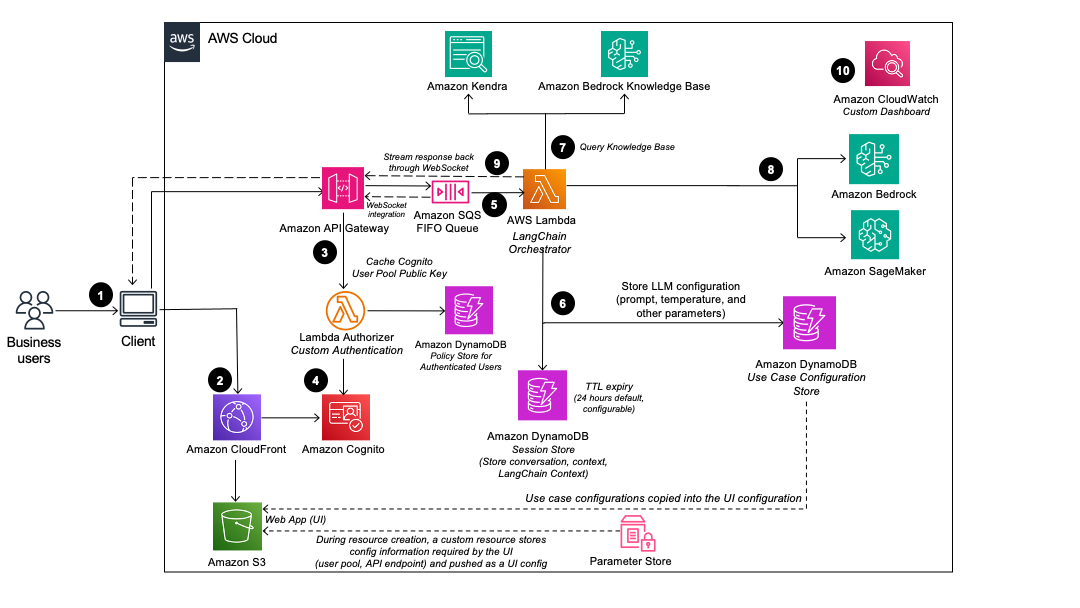 aws
AWS Cloud
Amazon Kendra
Amazon Bedrock Knowledge Base
10
Amazon CloudWatch
Custom Dashboard
7
Query Knowledge Base
Stream response back
through WebSocket
9
8
Amazon Bedrock
WebSocket
integration
5
Amazon API Gateway
Amazon SQS
FIFO Queue
AWS Lambda
LangChain
Orchestrator
Amazon SageMaker
3
Cache Cognito
User Pool Public Key
1
Business
users
Client
Lambda Authorizer
Custom Authentication
Amazon DynamoDB
Policy Store for
Authenticated Users
6
Store LLM configuration
(prompt, temperature, and
other parameters)
Amazon DynamoDB
Use Case Configuration
Store
2
4
TTL expiry
(24 hours default,
configurable)
Amazon CloudFront
Amazon Cognito
Amazon DynamoDB
Session Store
(Store conversation, context,
LangChain Context)
Use case configurations copied into the UI configuration
Web App (UI)
During resource creation, a custom resource stores
config information required by the UI
(user pool, API endpoint) and pushed as a UI config
Amazon S3
Parameter Store